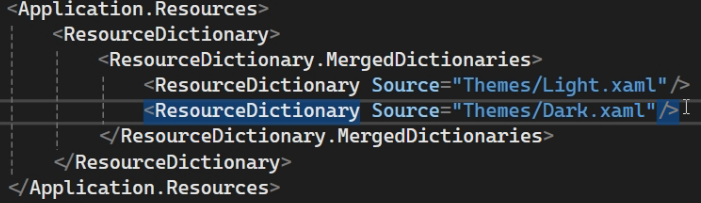 <Application.Resources>
<ResourceDictionary>
<ResourceDictionary.MergedDictionaries>
<ResourceDictionary Source="Themes/Light.xaml"/>
<ResourceDictionary Source="Themes/Dark.xaml"/>
</ResourceDictionary.MergedDictionaries>
</ResourceDictionary>
</Application.Resources>